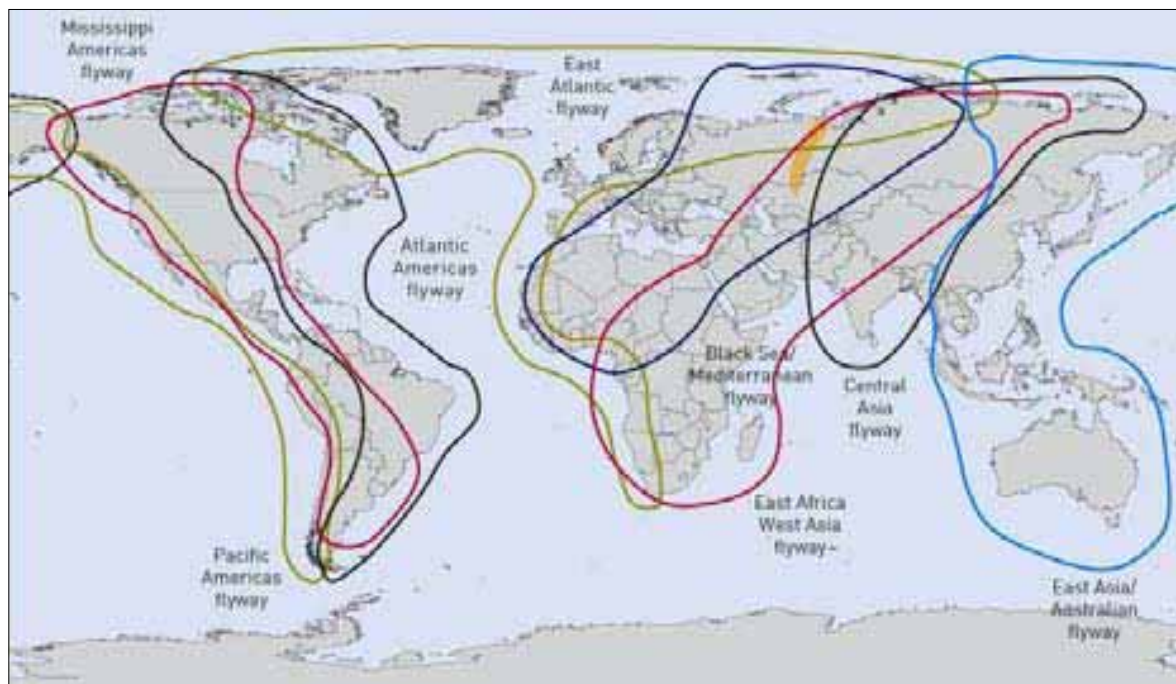 Mississippi
Americas
flyway
East
Atlantic
flyway
Atlantic
Americas
flyway
Black Sea/
Mediterranean
flyway
Central
Asia
flyway
East Africa
West Asia
flyway~
Pacific
Americas
flyway
East Asia/
Australian
flyway